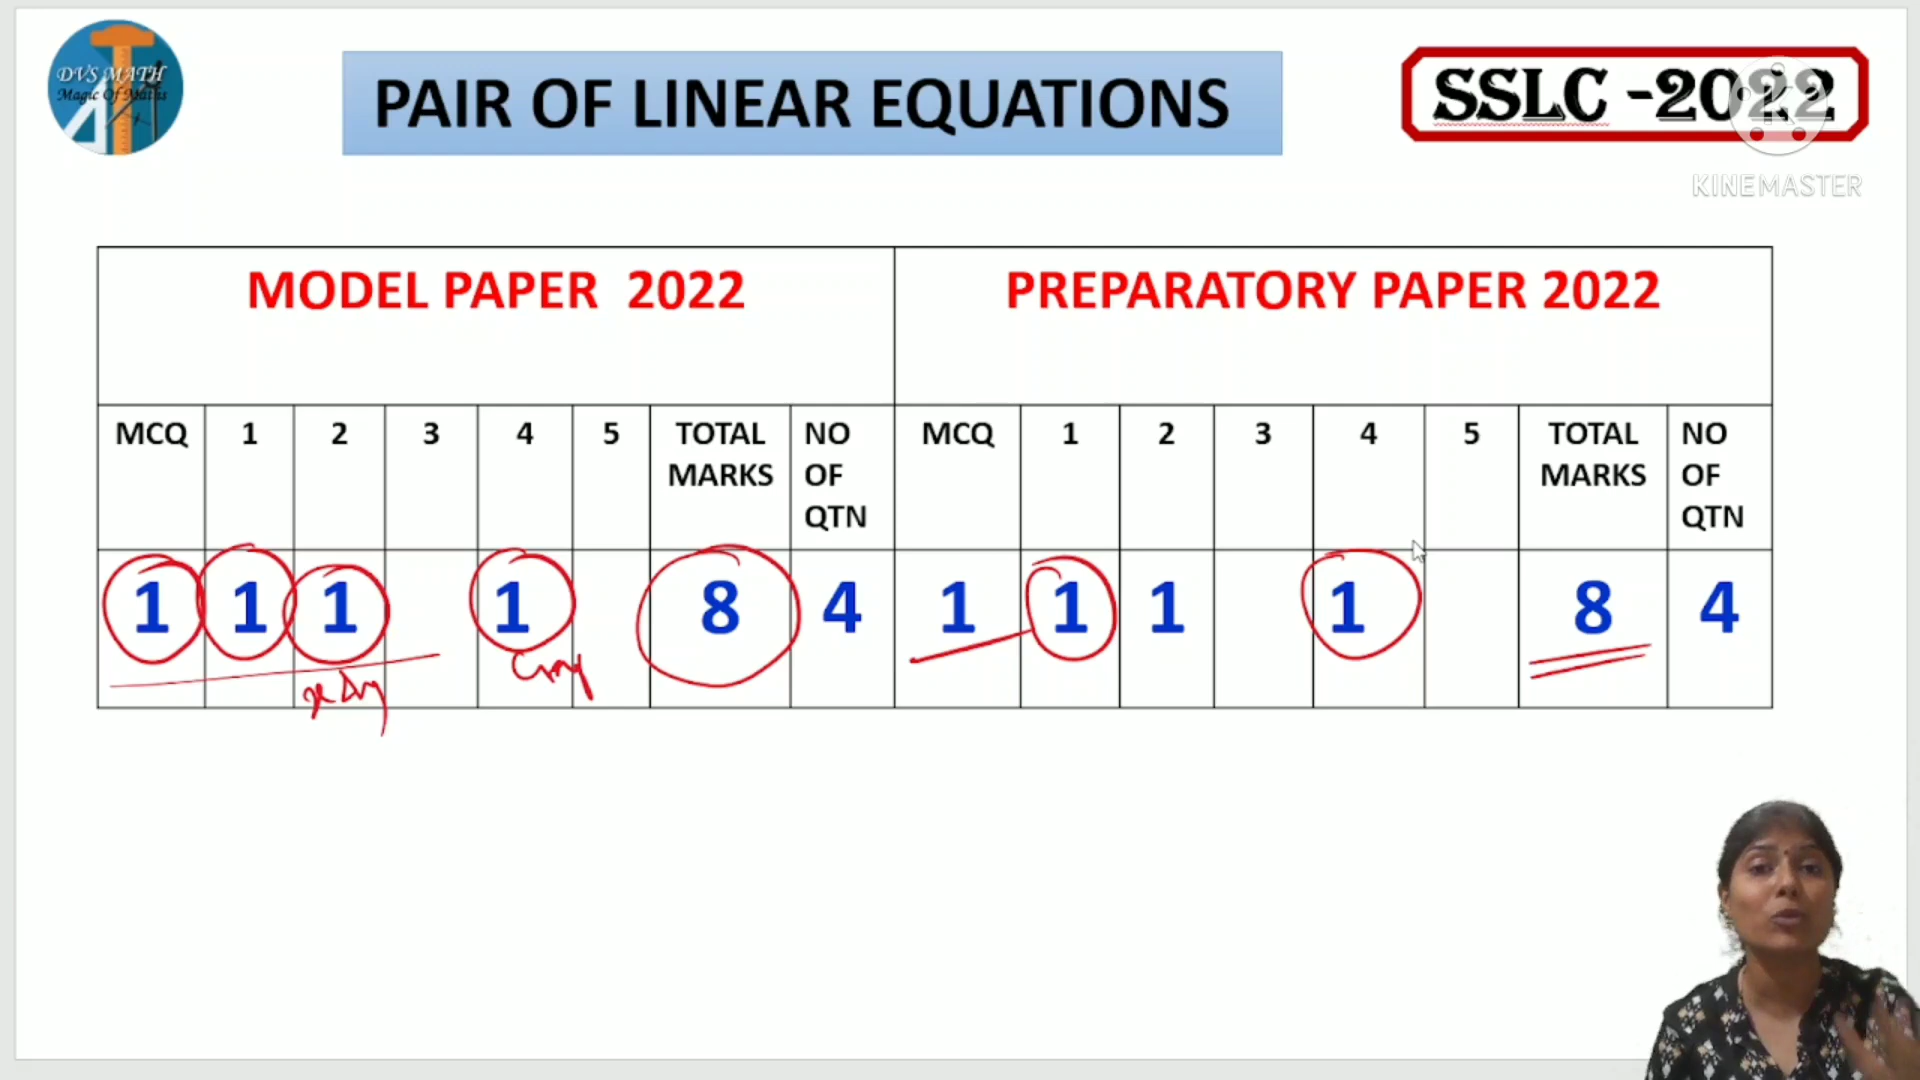 DVS MATH
Magic Of Maths
PAIR OF LINEAR EQUATIONS
SSLC -2022
KINEMASTER
MODEL PAPER 2022
PREPARATORY PAPER 2022
MCQ 1 2 3 4 5 TOTAL MARKS NO OF QTN MCQ 1 2 3 4 5 TOTAL MARKS NO OF QTN
1 1 1 1 8 4 1 1 1 1 8 4